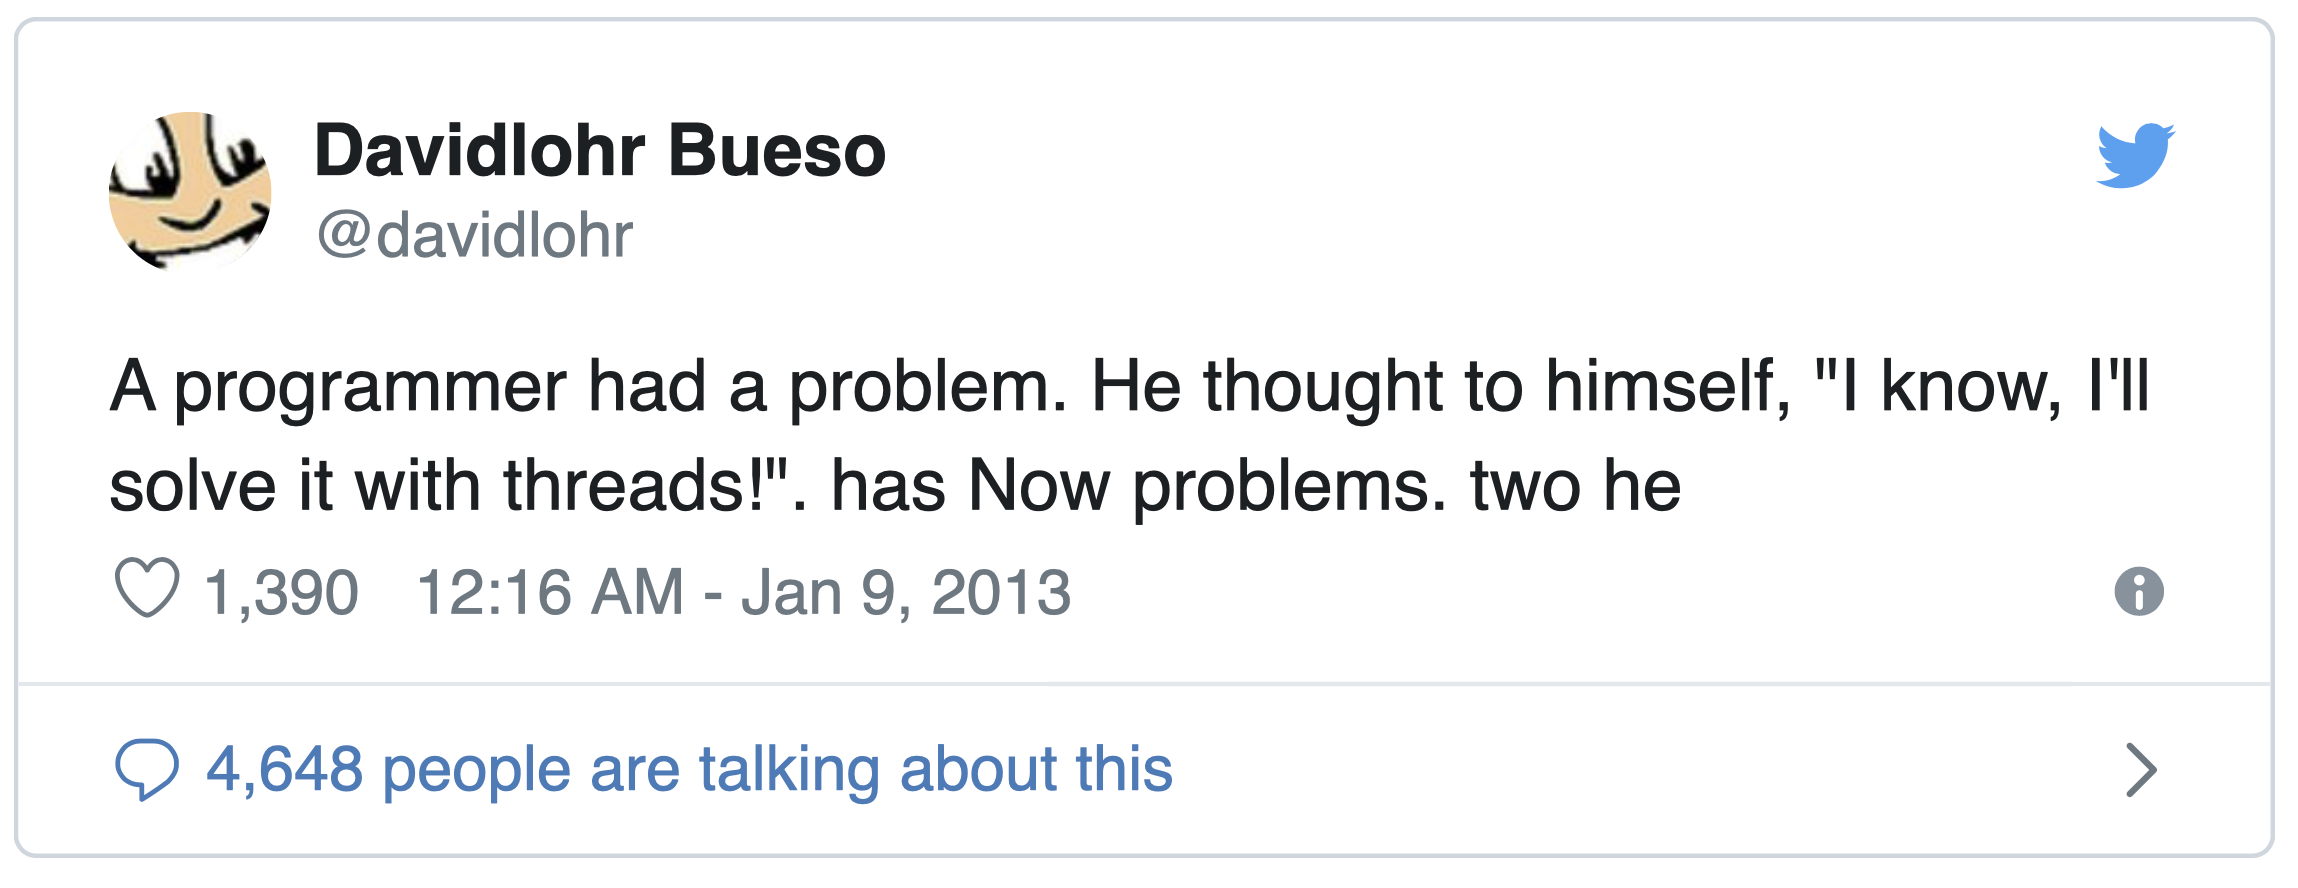 Davidlohr Bueso
@davidlohr
A programmer had a problem. He thought to himself, "I know, I'll
solve it with threads!". has Now problems. two he
1,390 12:16 AM - Jan 9, 2013
4,648 people are talking about this